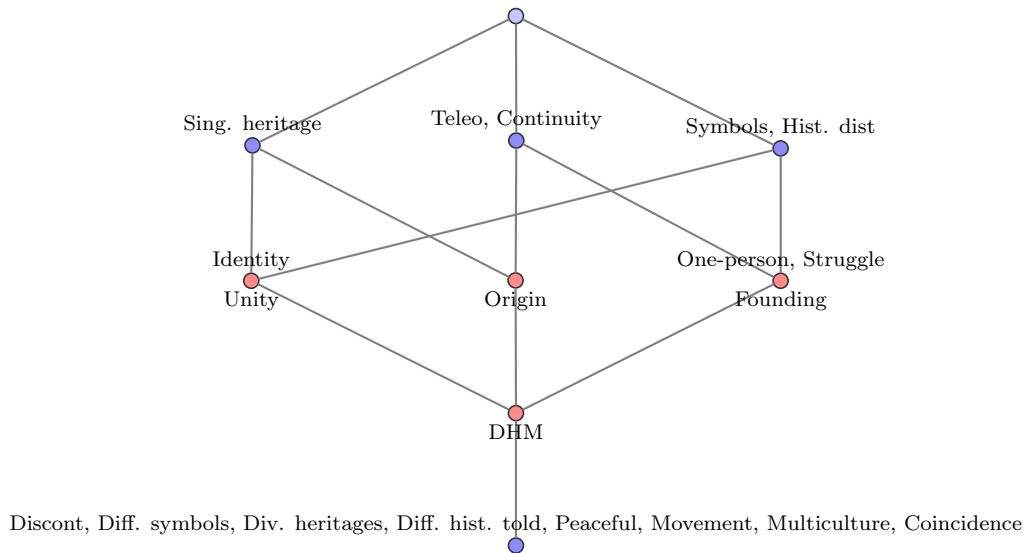 Teleo, Continuity
Sing. heritage
Symbols, Hist. dist
Identity
One-person, Struggle
Unity
Origin
Founding
DHM
Discont, Diff. symbols, Div. heritages, Diff. hist. told, Peaceful, Movement, Multiculture, Coincidence